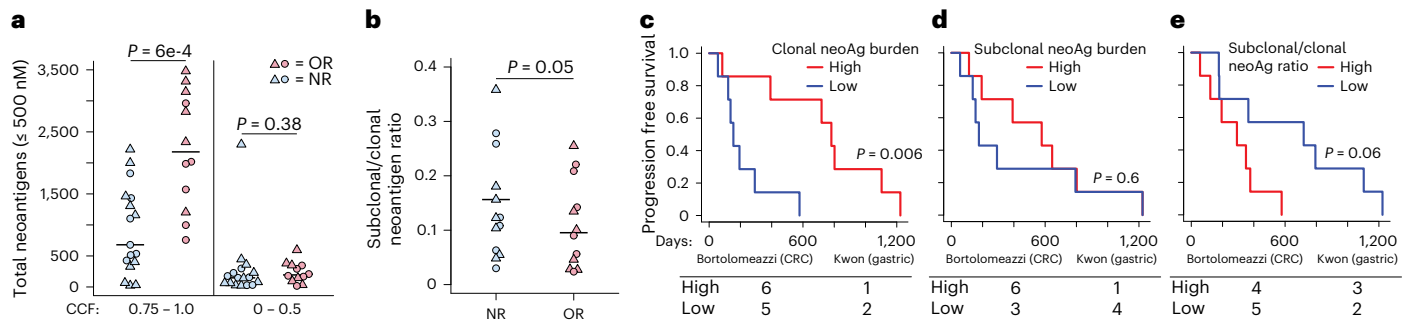 a
Total neoantigens (≤ 500 nM)
3,500
2,500
1,500
500
0
P = 6e-4
P = 0.38
= OR
= NR
CCF:
0.75 – 1.0
0 – 0.5
b
Subclonal/clonal
neoantigen ratio
0.4
0.3
0.2
0.1
0
P = 0.05
NR
OR
c
Progression free survival
1.0
0.8
0.6
0.4
0.2
0
Clonal neoAg burden
High
Low
P = 0.006
Days:
0
600
1,200
Bortolomeazzi (CRC)
Kwon (gastric)
High
6
1
Low
5
2
d
Subclonal neoAg burden
High
Low
P = 0.6
0
600
1,200
Bortolomeazzi (CRC)
Kwon (gastric)
High
6
1
Low
3
4
e
Subclonal/clonal
neoAg ratio
High
Low
P = 0.06
0
600
1,200
Bortolomeazzi (CRC)
Kwon (gastric)
High
4
3
Low
5
2